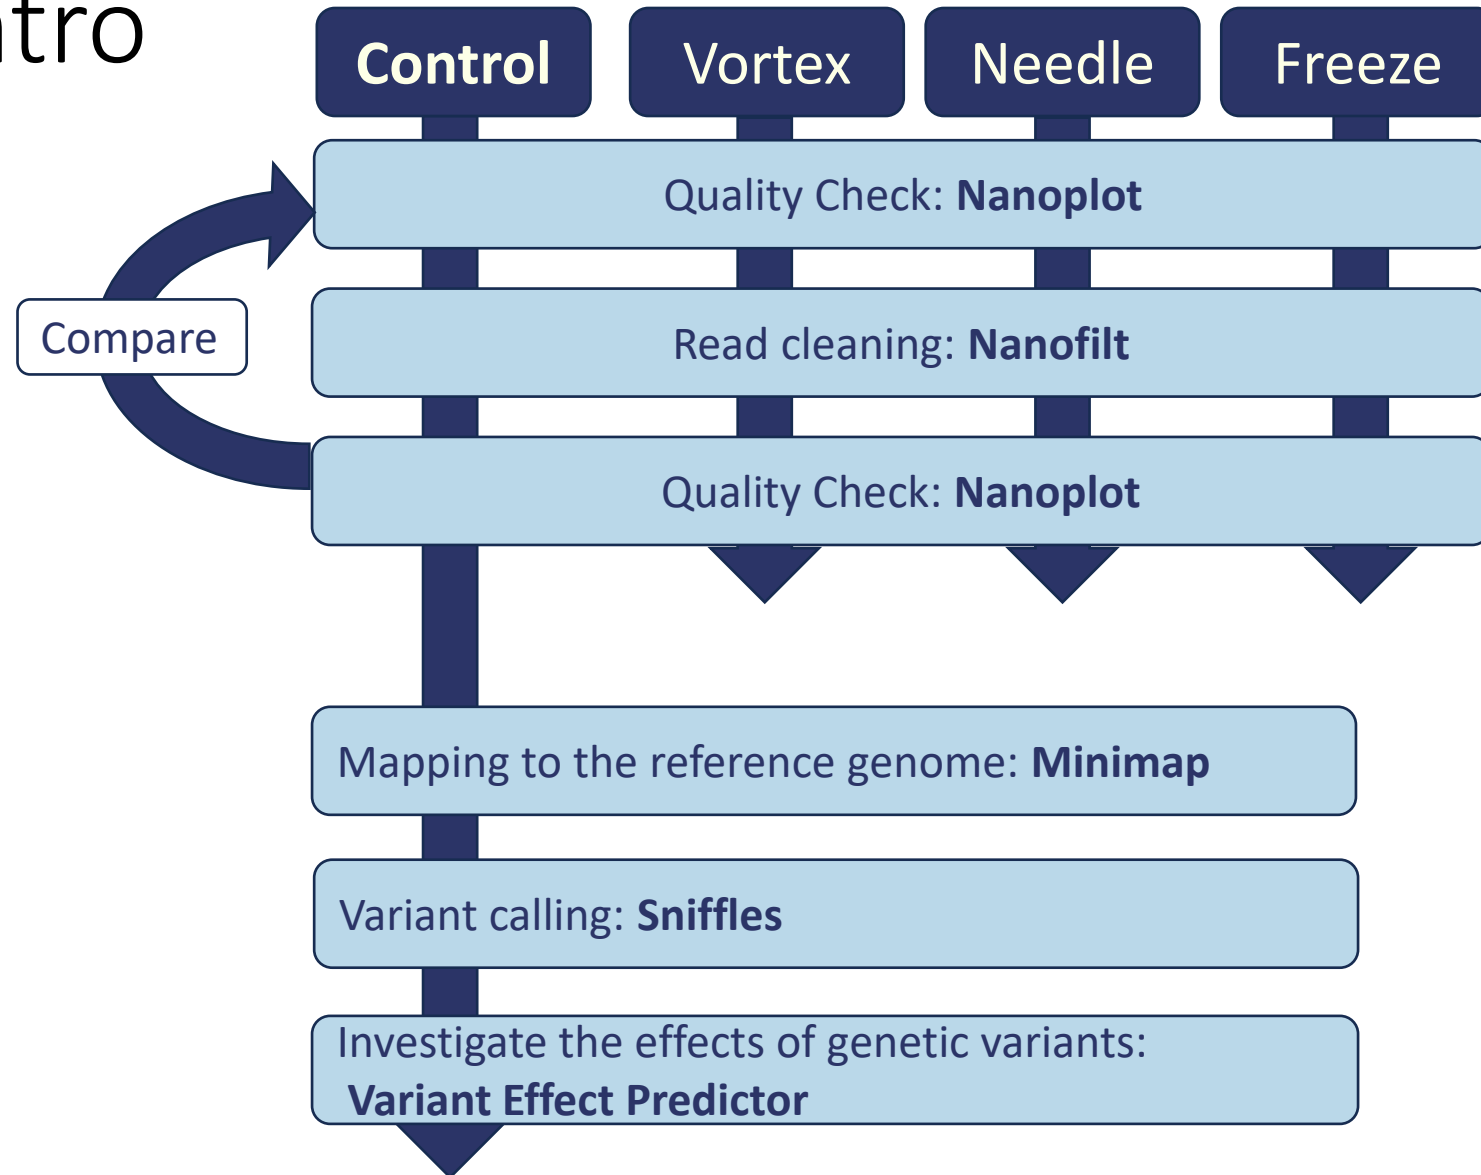 ntro
Control Vortex Needle Freeze
Quality Check: Nanoplot
Read cleaning: Nanofilt
Compare
Quality Check: Nanoplot
Mapping to the reference genome: Minimap
Variant calling: Sniffles
Investigate the effects of genetic variants:
Variant Effect Predictor